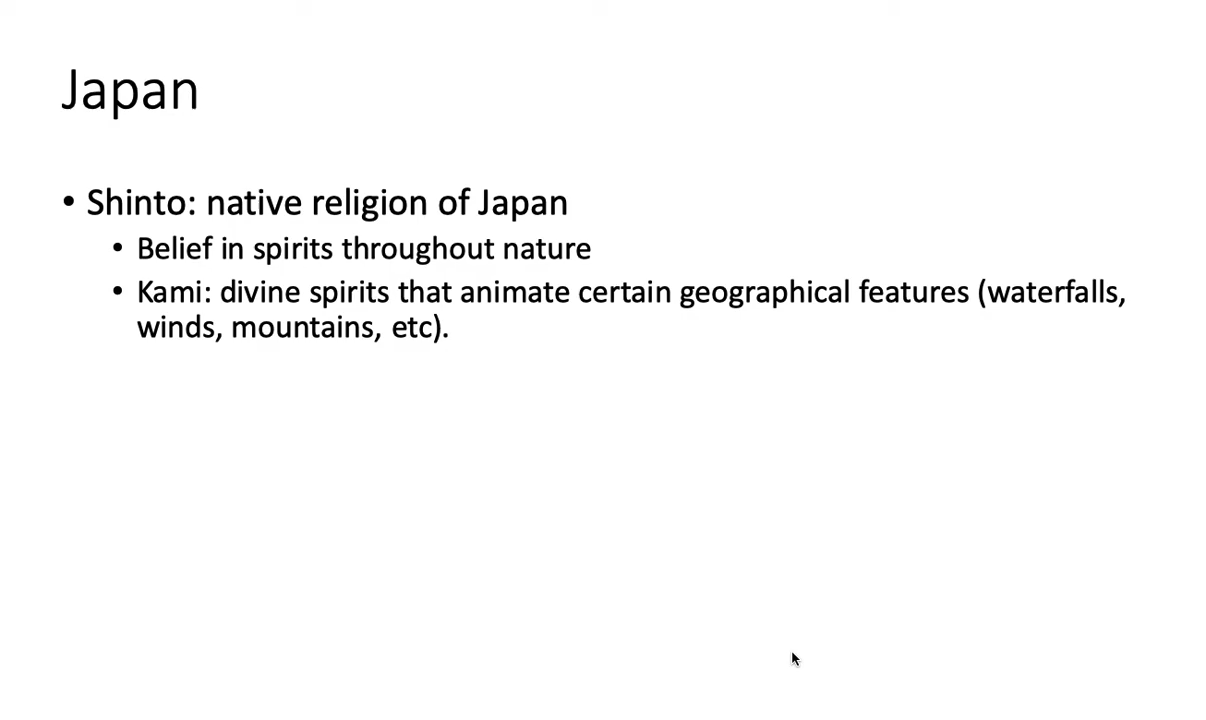 Japan
• Shinto: native religion of Japan
• Belief in spirits throughout nature
• Kami: divine spirits that animate certain geographical features (waterfalls,
winds, mountains, etc).